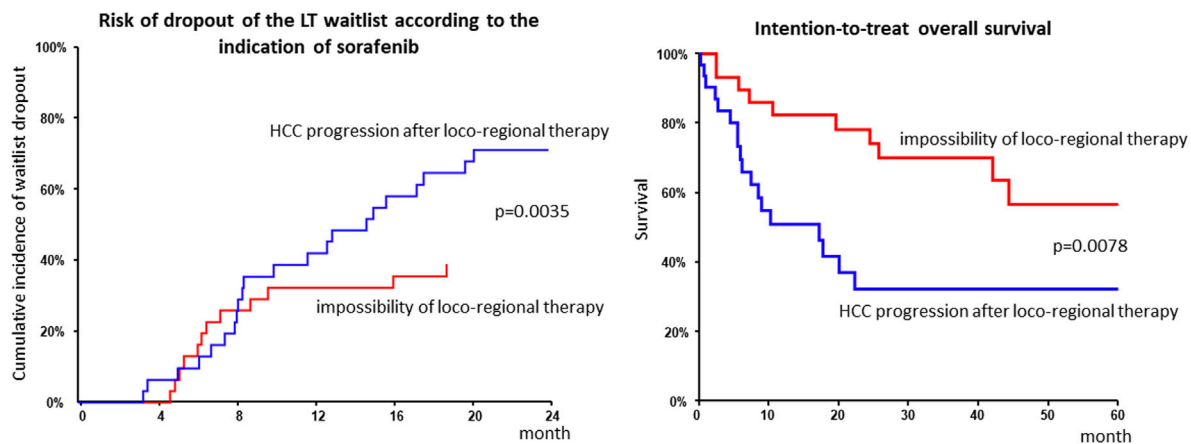 Risk of dropout of the LT waitlist according to the
indication of sorafenib
Cumulative incidence of waitlist dropout
100%
80%
60%
40%
20%
0%
HCC progression after loco-regional therapy
p=0.0035
impossibility of loco-regional therapy
0 4 8 12 16 20 24
month
Intention-to-treat overall survival
Survival
100%
80%
60%
40%
20%
0%
impossibility of loco-regional therapy
p=0.0078
HCC progression after loco-regional therapy
0 10 20 30 40 50 60
month